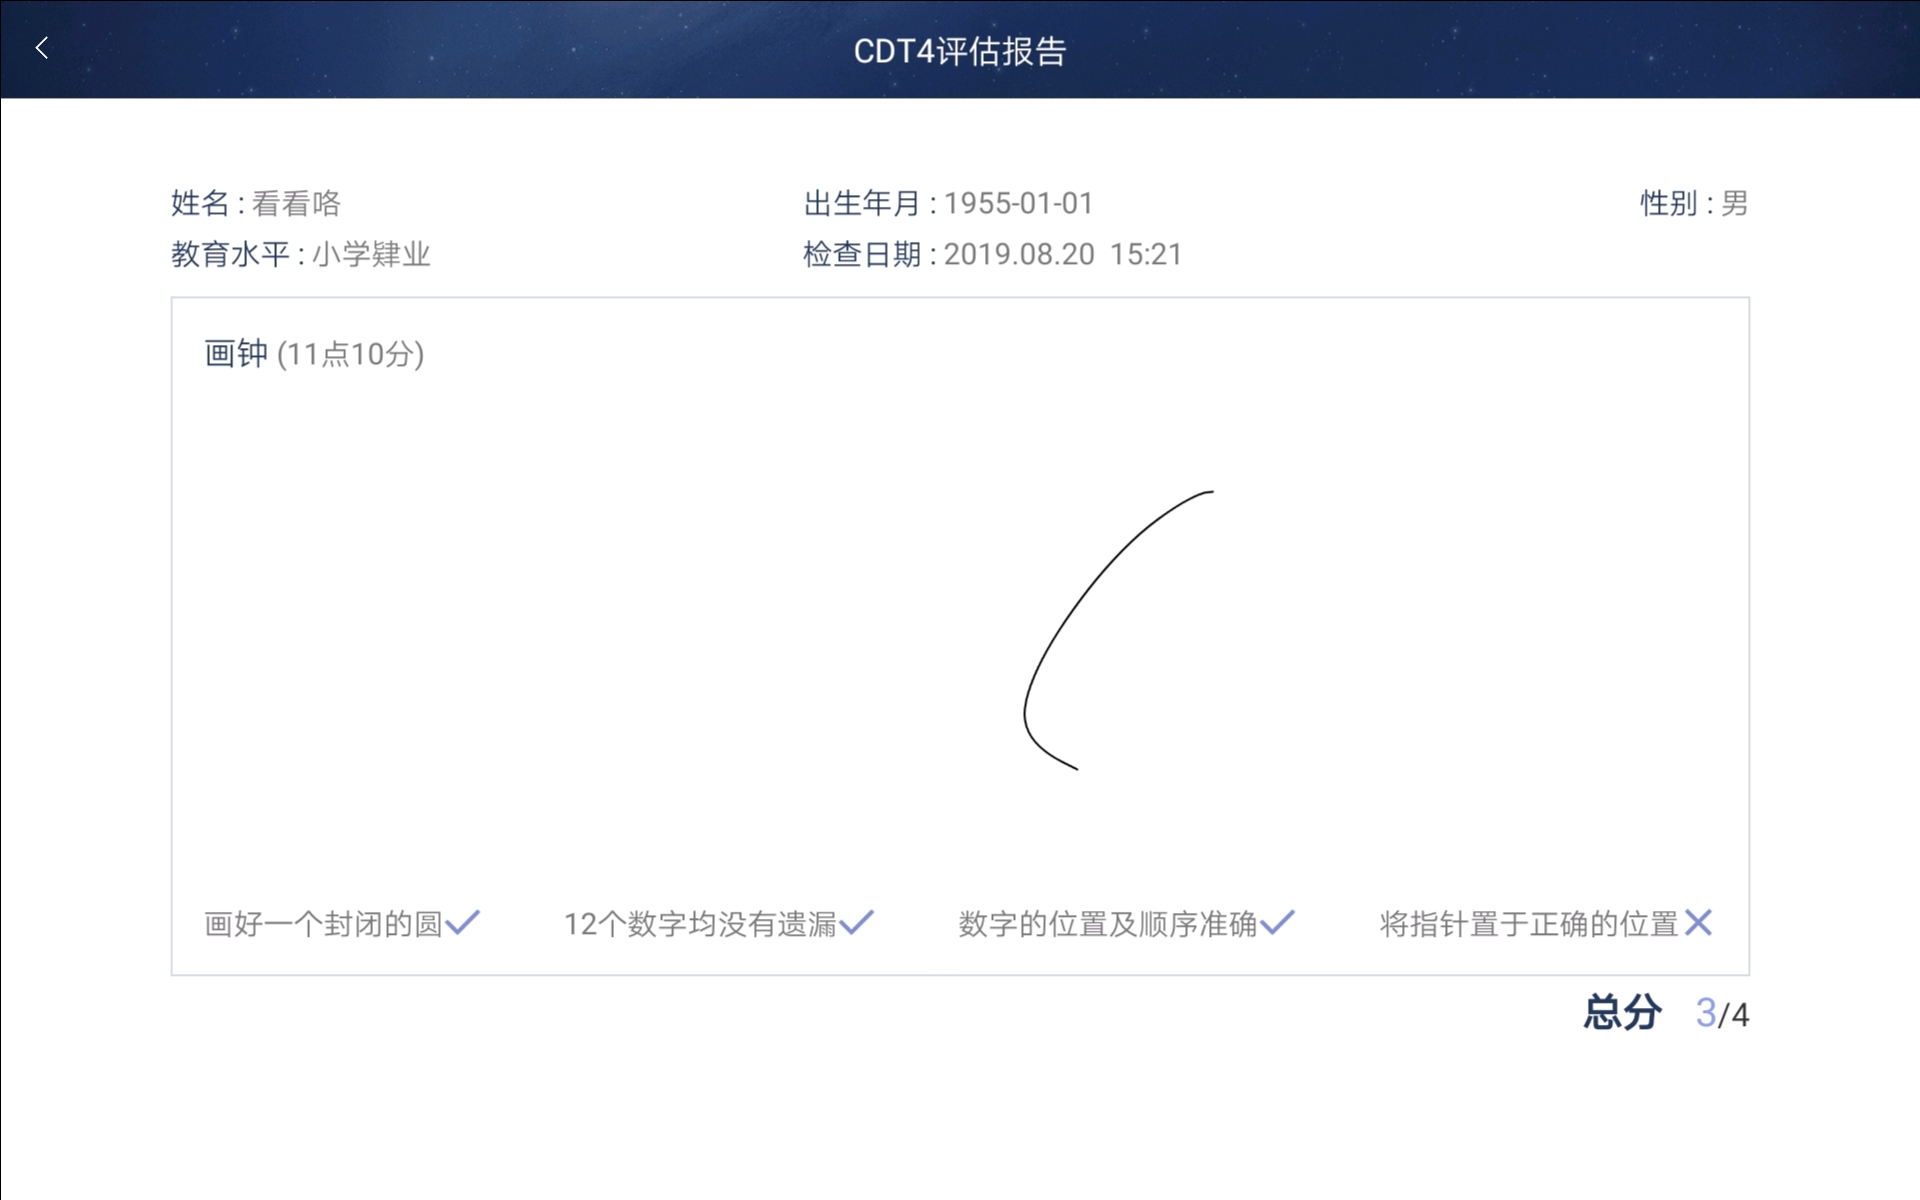 CDT4评估报告
姓名 : 看看咯 出生年月 : 1955-01-01 性别 : 男
教育水平 : 小学肄业 检查日期 : 2019.08.20 15:21
画钟 (11点10分)
画好一个封闭的圆 12个数字均没有遗漏 数字的位置及顺序准确 将指针置于正确的位置
总分 3/4